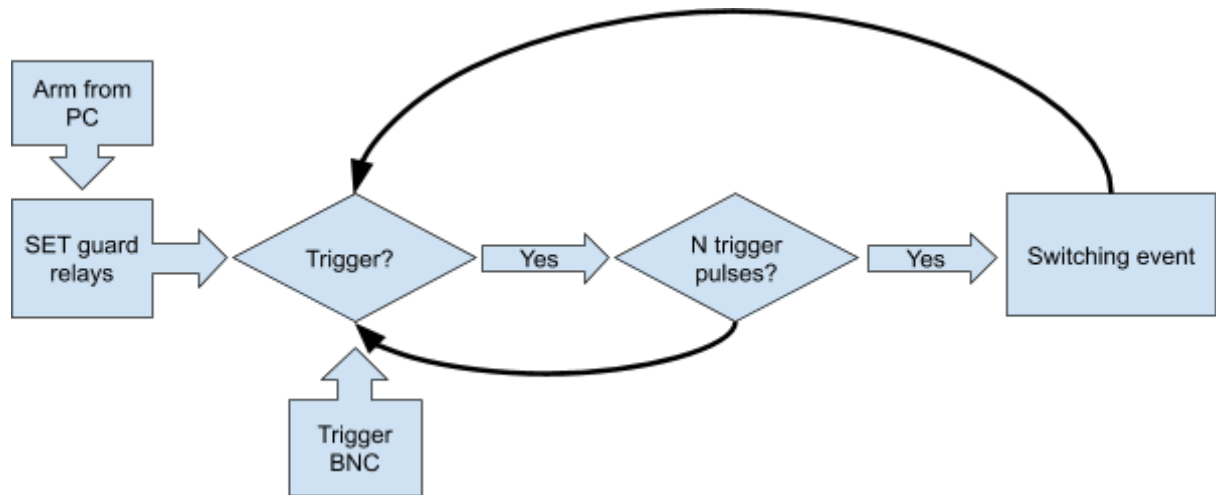 Arm from
PC
SET guard
relays
Trigger?
Yes
N trigger
pulses?
Yes
Switching event
Trigger
BNC